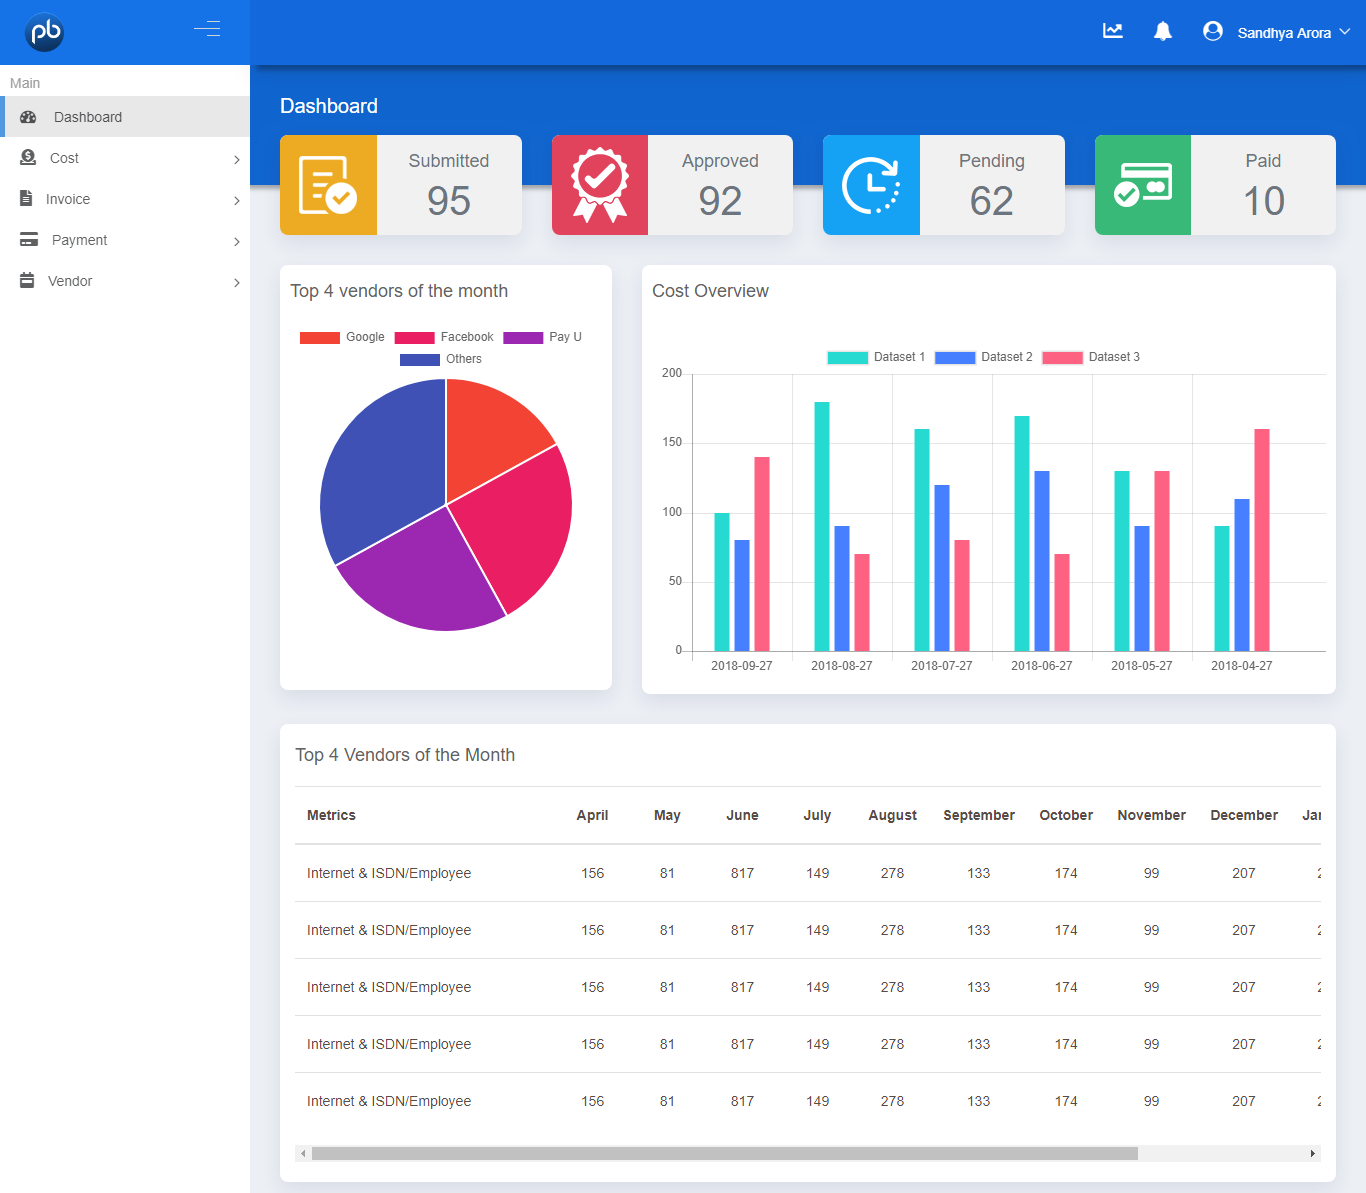 pb
Sandhya Arora
Main
Dashboard
Cost
Invoice
Payment
Vendor
Dashboard
Submitted
95
Approved
92
Pending
62
Paid
10
Top 4 vendors of the month
Google Facebook Pay U
Others
Cost Overview
Dataset 1 Dataset 2 Dataset 3
200
150
100
50
0
2018-09-27 2018-08-27 2018-07-27 2018-06-27 2018-05-27 2018-04-27
Top 4 Vendors of the Month
Metrics April May June July August September October November December
Internet & ISDN/Employee 156 81 817 149 278 133 174 99 207
Internet & ISDN/Employee 156 81 817 149 278 133 174 99 207
Internet & ISDN/Employee 156 81 817 149 278 133 174 99 207
Internet & ISDN/Employee 156 81 817 149 278 133 174 99 207
Internet & ISDN/Employee 156 81 817 149 278 133 174 99 207